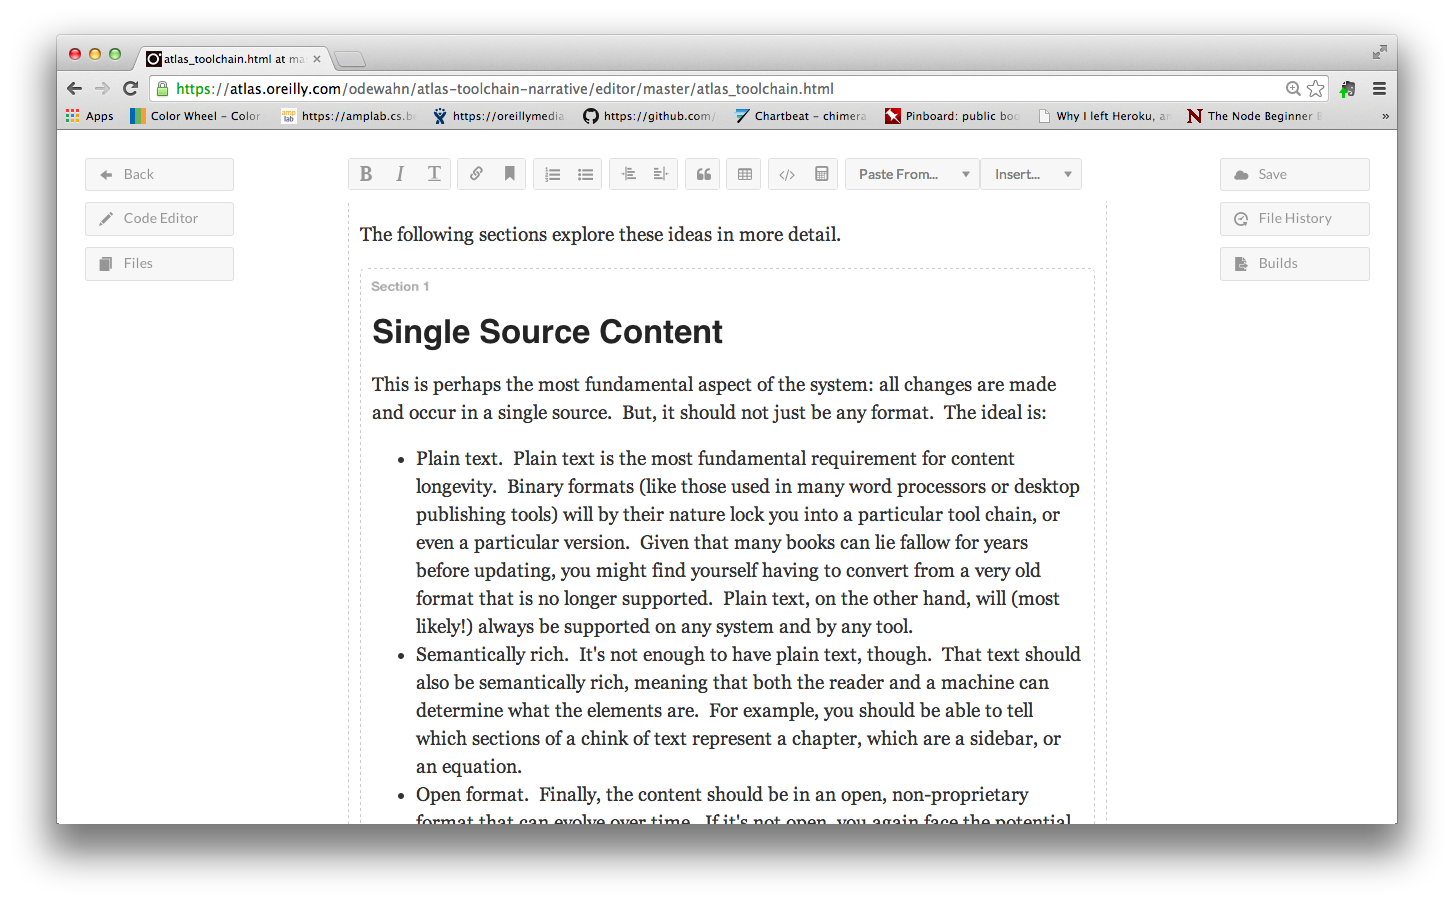 atlas_toolchain.html at ma
https://atlas.oreilly.com/odewahn/atlas-toolchain-narrative/editor/master/atlas_toolchain.html
Apps Color Wheel - Color https://amplab.cs.be https://oreillymedia. https://github.com/ Chartbeat - chimera Pinboard: public boo Why I left Heroku, an The Node Beginner B »
Back
Code Editor
Files
B I T Paste From... Insert...
Save
File History
Builds
The following sections explore these ideas in more detail.
Section 1
Single Source Content
This is perhaps the most fundamental aspect of the system: all changes are made
and occur in a single source.  But, it should not just be any format.  The ideal is:
• Plain text.  Plain text is the most fundamental requirement for content
longevity.  Binary formats (like those used in many word processors or desktop
publishing tools) will by their nature lock you into a particular tool chain, or
even a particular version.  Given that many books can lie fallow for years
before updating, you might find yourself having to convert from a very old
format that is no longer supported.  Plain text, on the other hand, will (most
likely!) always be supported on any system and by any tool.
• Semantically rich.  It's not enough to have plain text, though.  That text should
also be semantically rich, meaning that both the reader and a machine can
determine what the elements are.  For example, you should be able to tell
which sections of a chink of text represent a chapter, which are a sidebar, or
an equation.
• Open format.  Finally, the content should be in an open, non-proprietary
format that can evolve over time.  If it's not open, you again face the potential